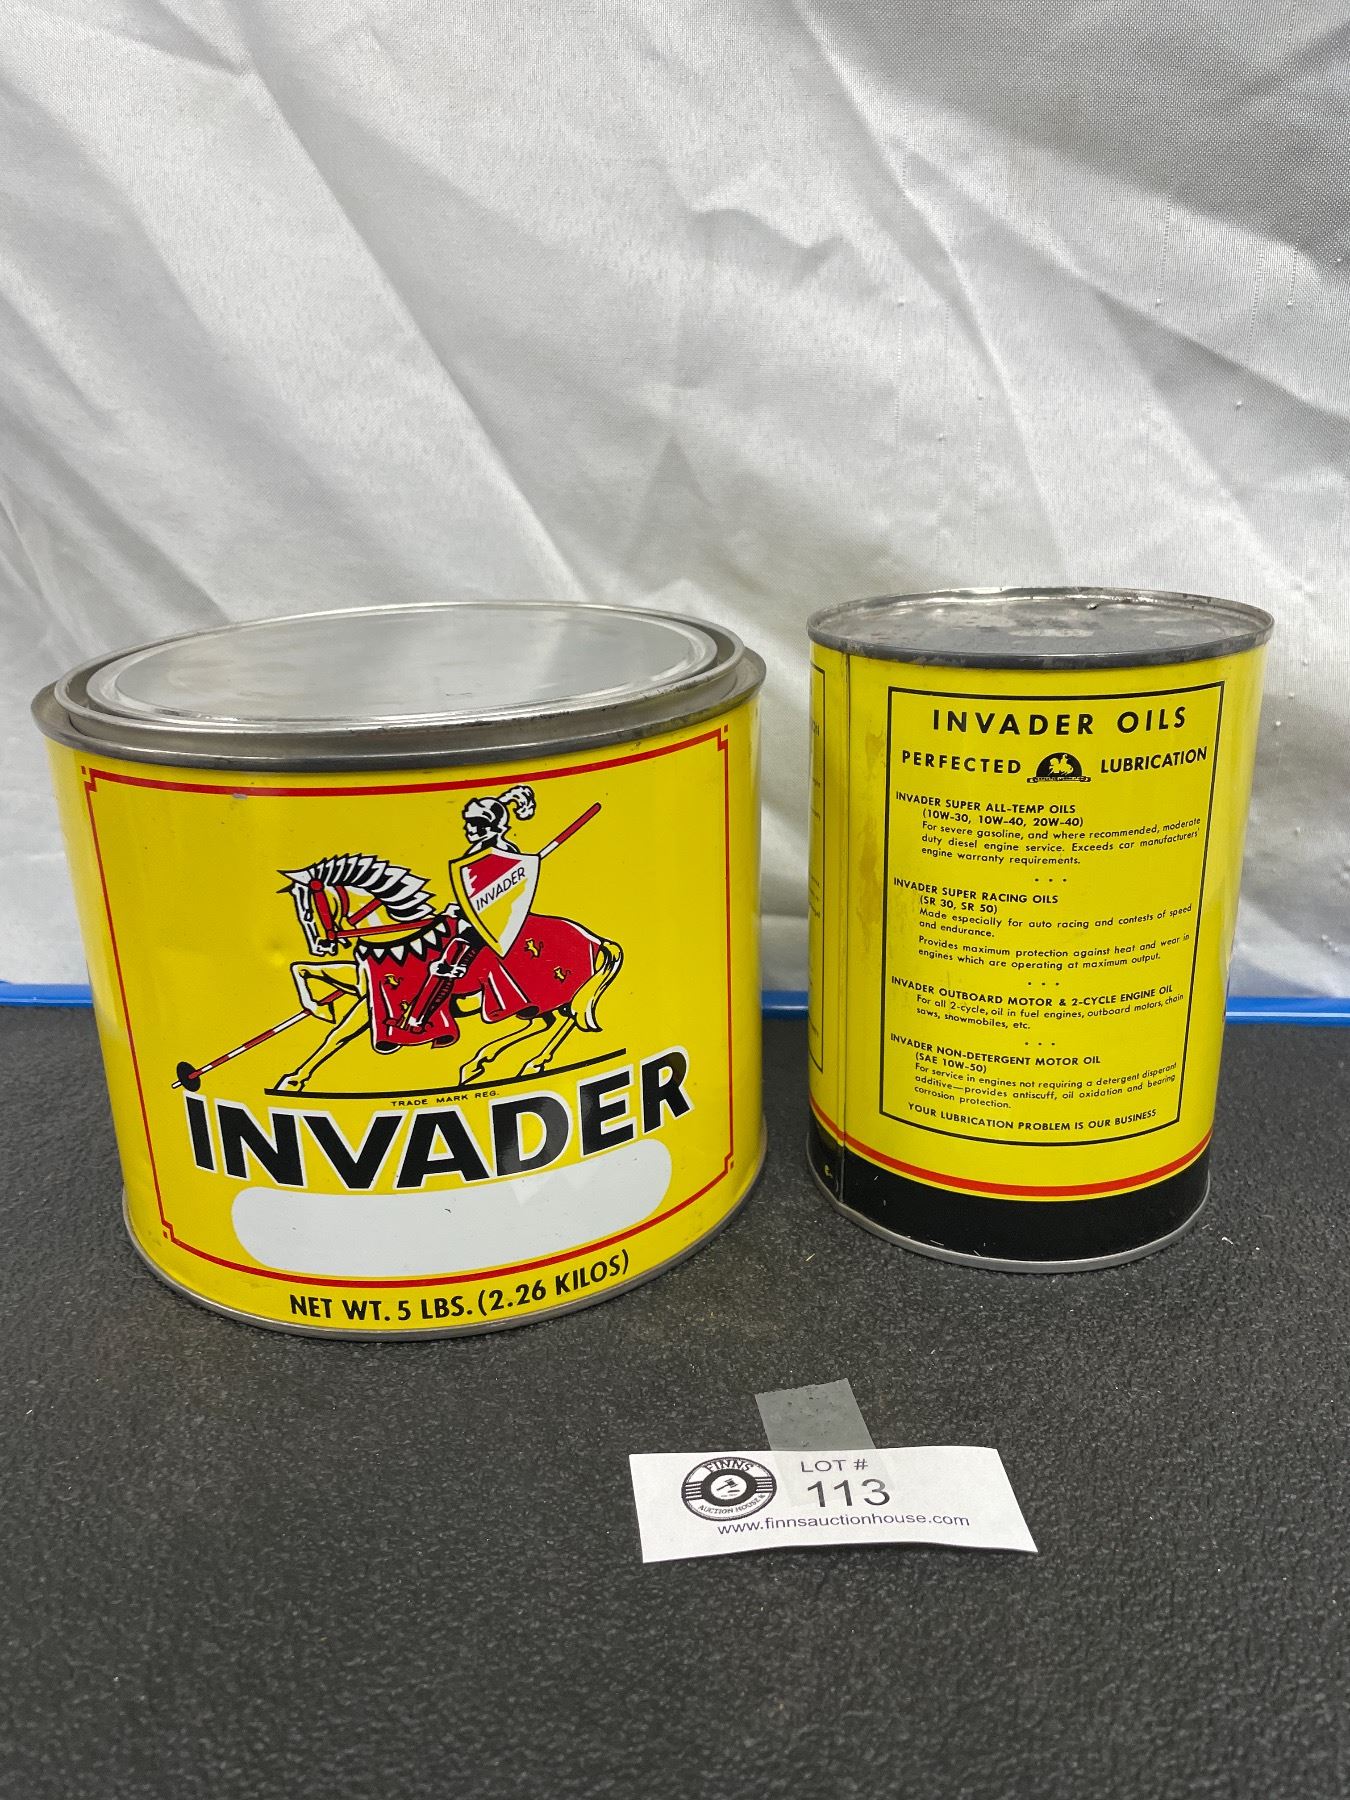 INVADER
TRADE MARK REG.
INVADER
NET WT. 5 LBS. (2.26 KILOS)
INVADER OILS
PERFECTED LUBRICATION
INVADER SUPER ALL-TEMP OILS
(10W-30, 10W-40, 20W-40)
For severe gasoline, and where recommended, moderate
duty diesel engine service. Exceeds car manufacturers'
engine warranty requirements.
INVADER SUPER RACING OILS
(SR 30, SR 50)
Made especially for auto racing and contests of speed
and endurance.
Provides maximum protection against heat and wear in
engines which are operating at maximum output.
INVADER OUTBOARD MOTOR & 2-CYCLE ENGINE OIL
For all 2-cycle, oil in fuel engines, outboard motors, chain
saws, snowmobiles, etc.
INVADER NON-DETERGENT MOTOR OIL
(SAE 10W-50)
For service in engines not requiring a detergent disperant
additive—provides antiscuff, oil oxidation and bearing
corrosion protection.
YOUR LUBRICATION PROBLEM IS OUR BUSINESS
FINNS
AUCTION HOUSE
LOT #
113
www.finnsauctionhouse.com